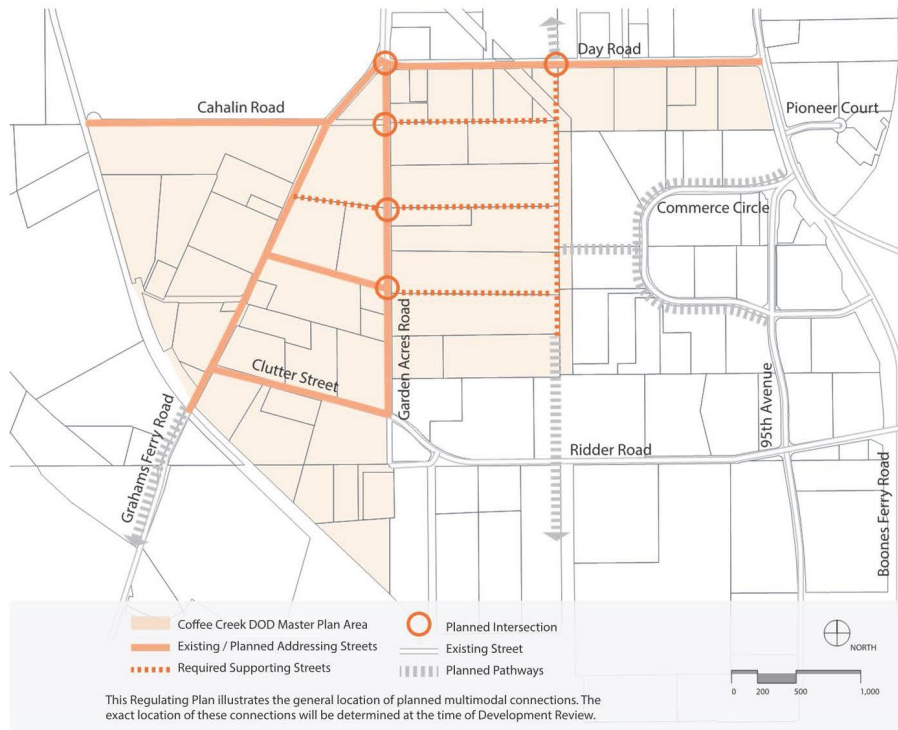 Day Road
Cahalin Road
Pioneer Court
Commerce Circle
Garden Acres Road
Clutter Street
95th Avenue
Grahams Ferry Road
Ridder Road
Boones Ferry Road
Coffee Creek DOD Master Plan Area
Existing / Planned Addressing Streets
Required Supporting Streets
Planned Intersection
Existing Street
Planned Pathways
NORTH
0 200 500 1,000
This Regulating Plan illustrates the general location of planned multimodal connections. The
exact location of these connections will be determined at the time of Development Review.